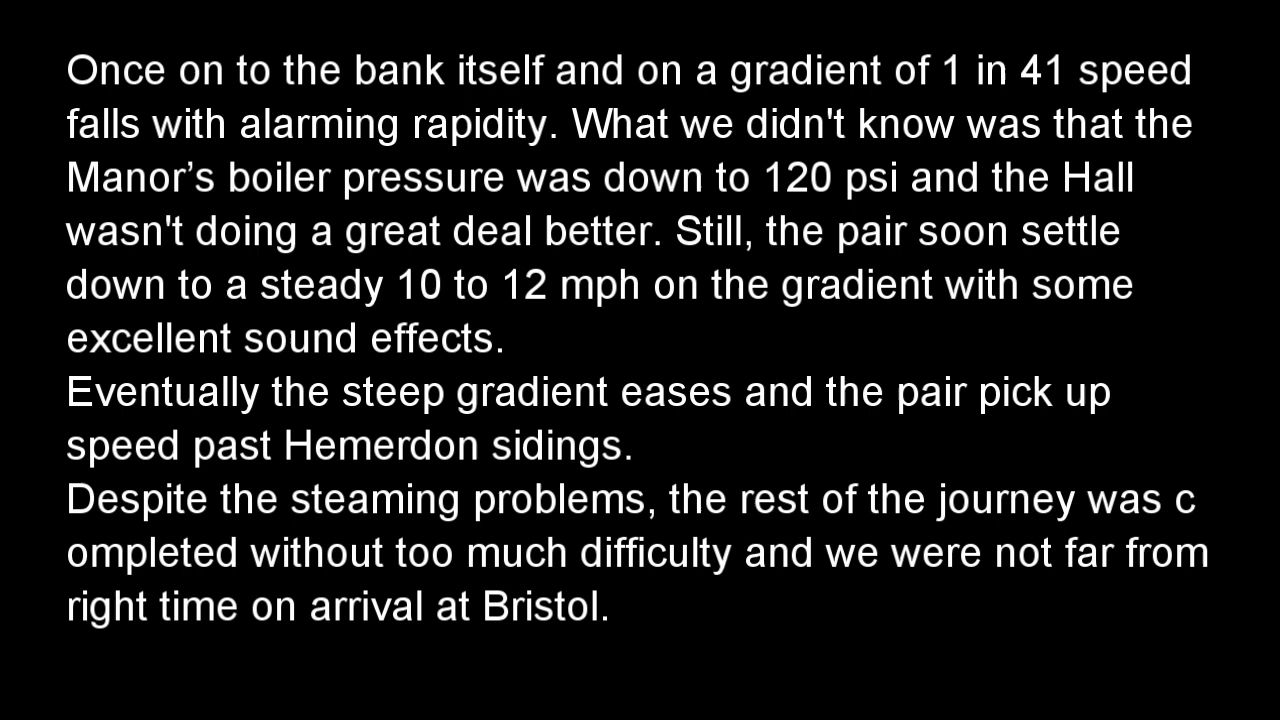 Once on to the bank itself and on a gradient of 1 in 41 speed
falls with alarming rapidity. What we didn't know was that the
Manor’s boiler pressure was down to 120 psi and the Hall
wasn't doing a great deal better. Still, the pair soon settle
down to a steady 10 to 12 mph on the gradient with some
excellent sound effects.
Eventually the steep gradient eases and the pair pick up
speed past Hemerdon sidings.
Despite the steaming problems, the rest of the journey was c
ompleted without too much difficulty and we were not far from
right time on arrival at Bristol.